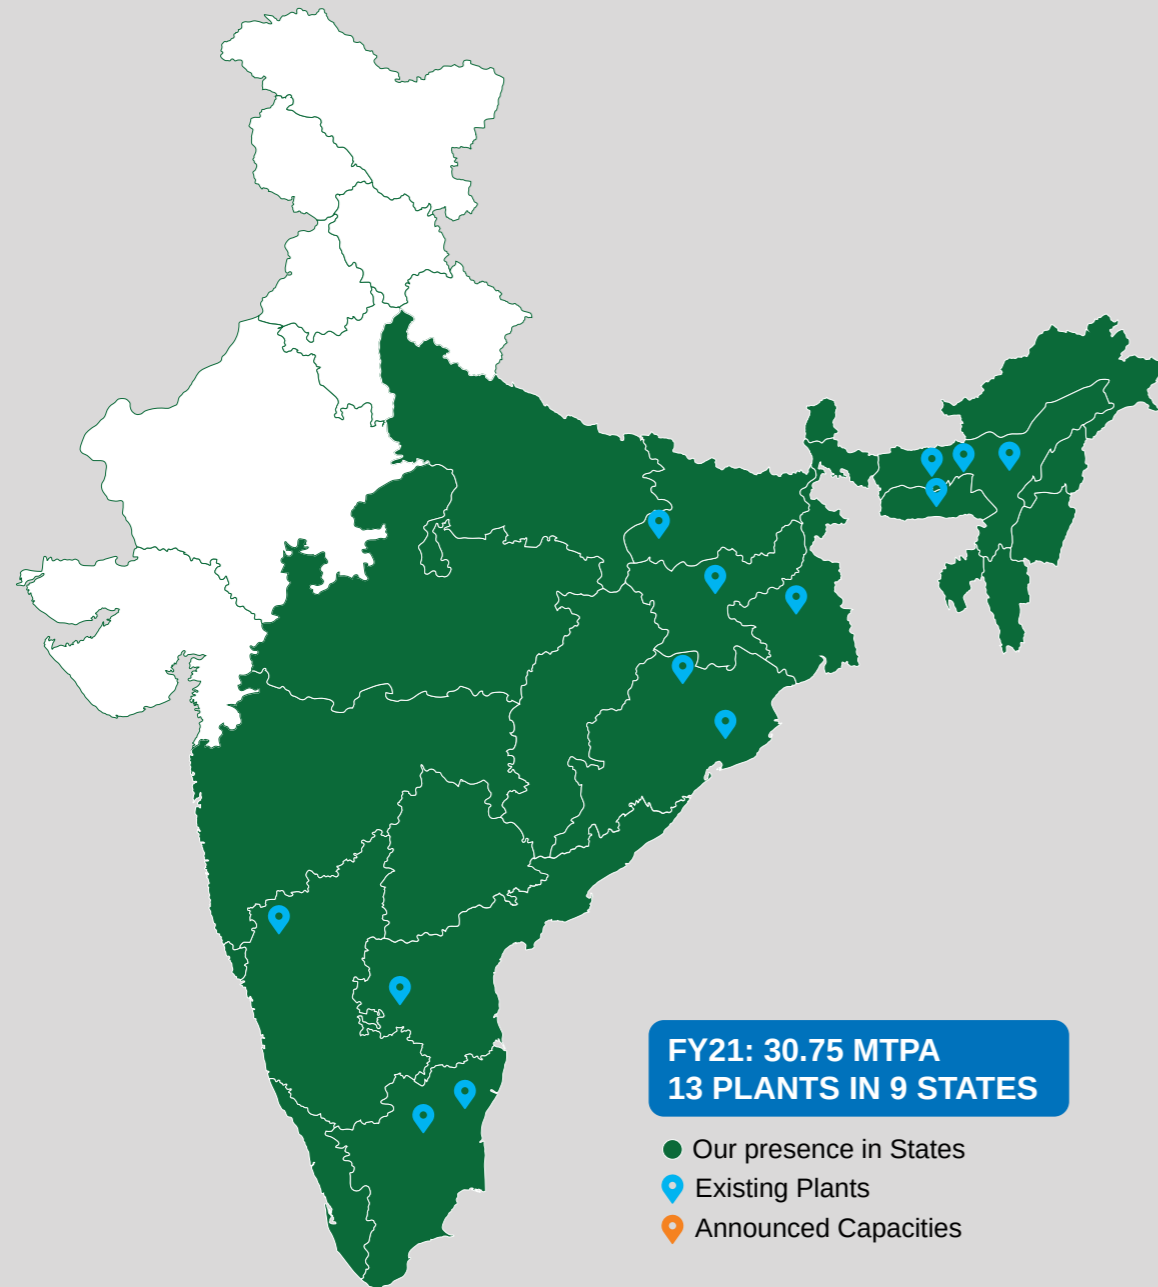 FY21: 30.75 MTPA
13 PLANTS IN 9 STATES
Our presence in States
Existing Plants
Announced Capacities